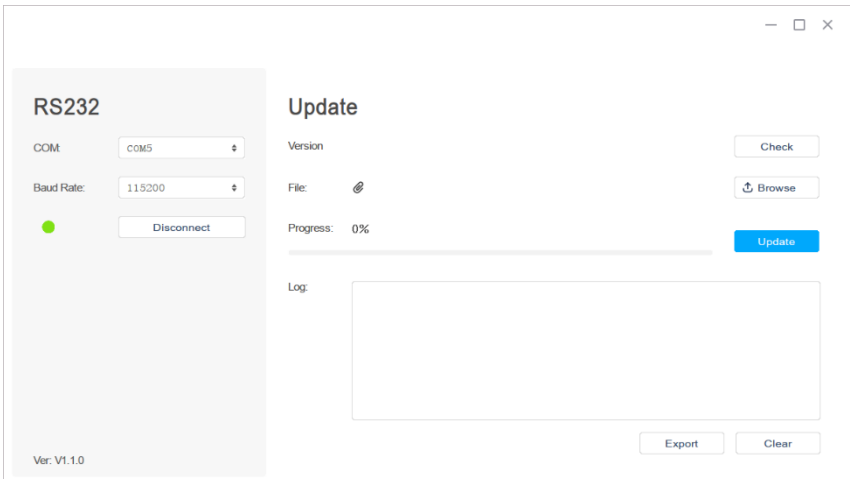 RS232
COM:
COM5
Baud Rate:
115200
Disconnect
Ver: V1.1.0
Update
Version
Check
File:
Browse
Progress:
0%
Update
Log:
Export
Clear